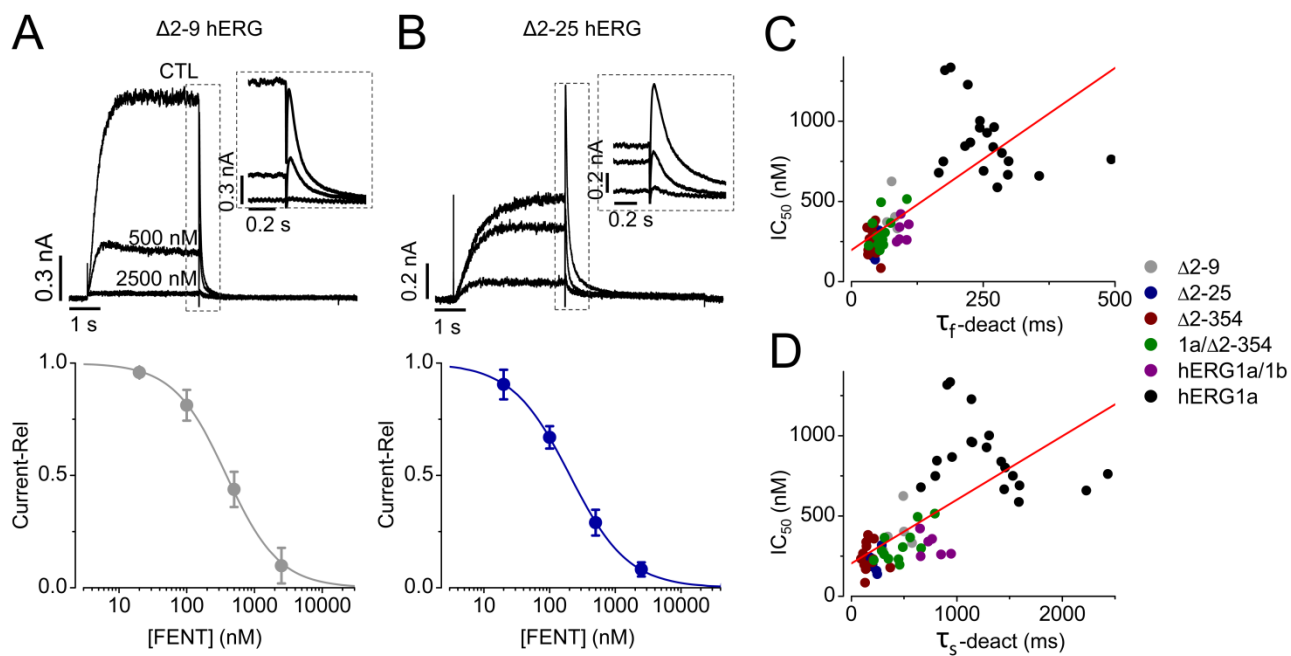 A
Δ2-9 hERG
CTL
500 nM
2500 nM
0.3 nA
1 s
0.3 nA
0.2 s
Current-Rel
1.0
0.5
0.0
10
100
1000
10000
[FENT] (nM)
B
Δ2-25 hERG
0.2 nA
1 s
0.2 nA
0.2 s
Current-Rel
1.0
0.5
0.0
10
100
1000
10000
[FENT] (nM)
C
IC50 (nM)
1000
500
0
0
250
500
τf-deact (ms)
D
IC50 (nM)
1000
500
0
0
1000
2000
τs-deact (ms)
Δ2-9
Δ2-25
Δ2-354
1a/Δ2-354
hERG1a/1b
hERG1a